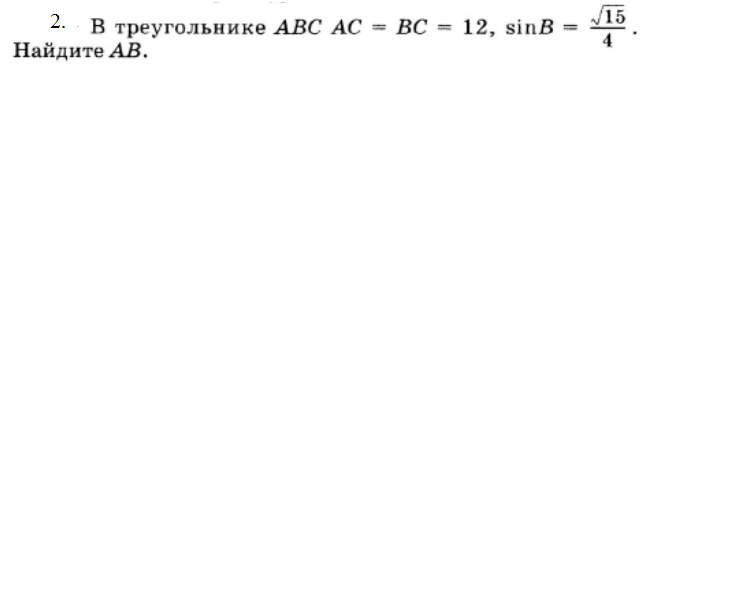 2. В треугольнике ABC AC = BC = 12, sinB = √15/4.
Найдите AB.